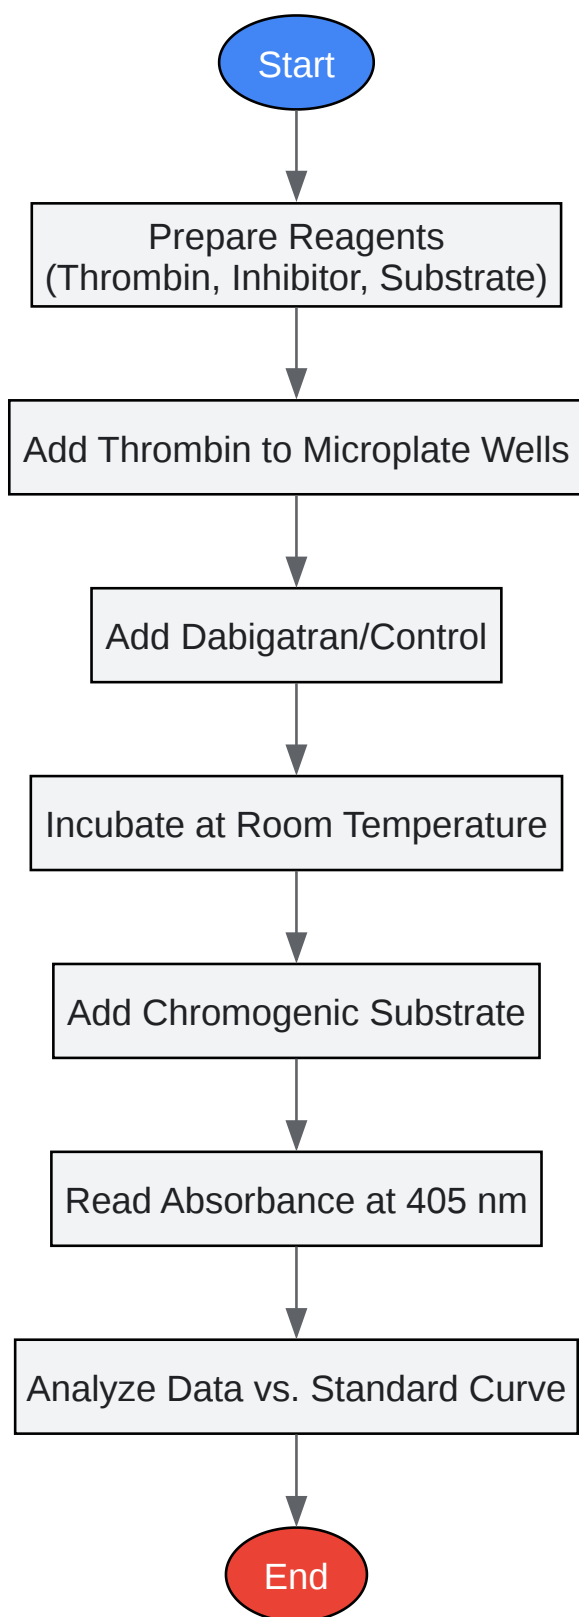 Start
Prepare Reagents
(Thrombin, Inhibitor, Substrate)
Add Thrombin to Microplate Wells
Add Dabigatran/Control
Incubate at Room Temperature
Add Chromogenic Substrate
Read Absorbance at 405 nm
Analyze Data vs. Standard Curve
End